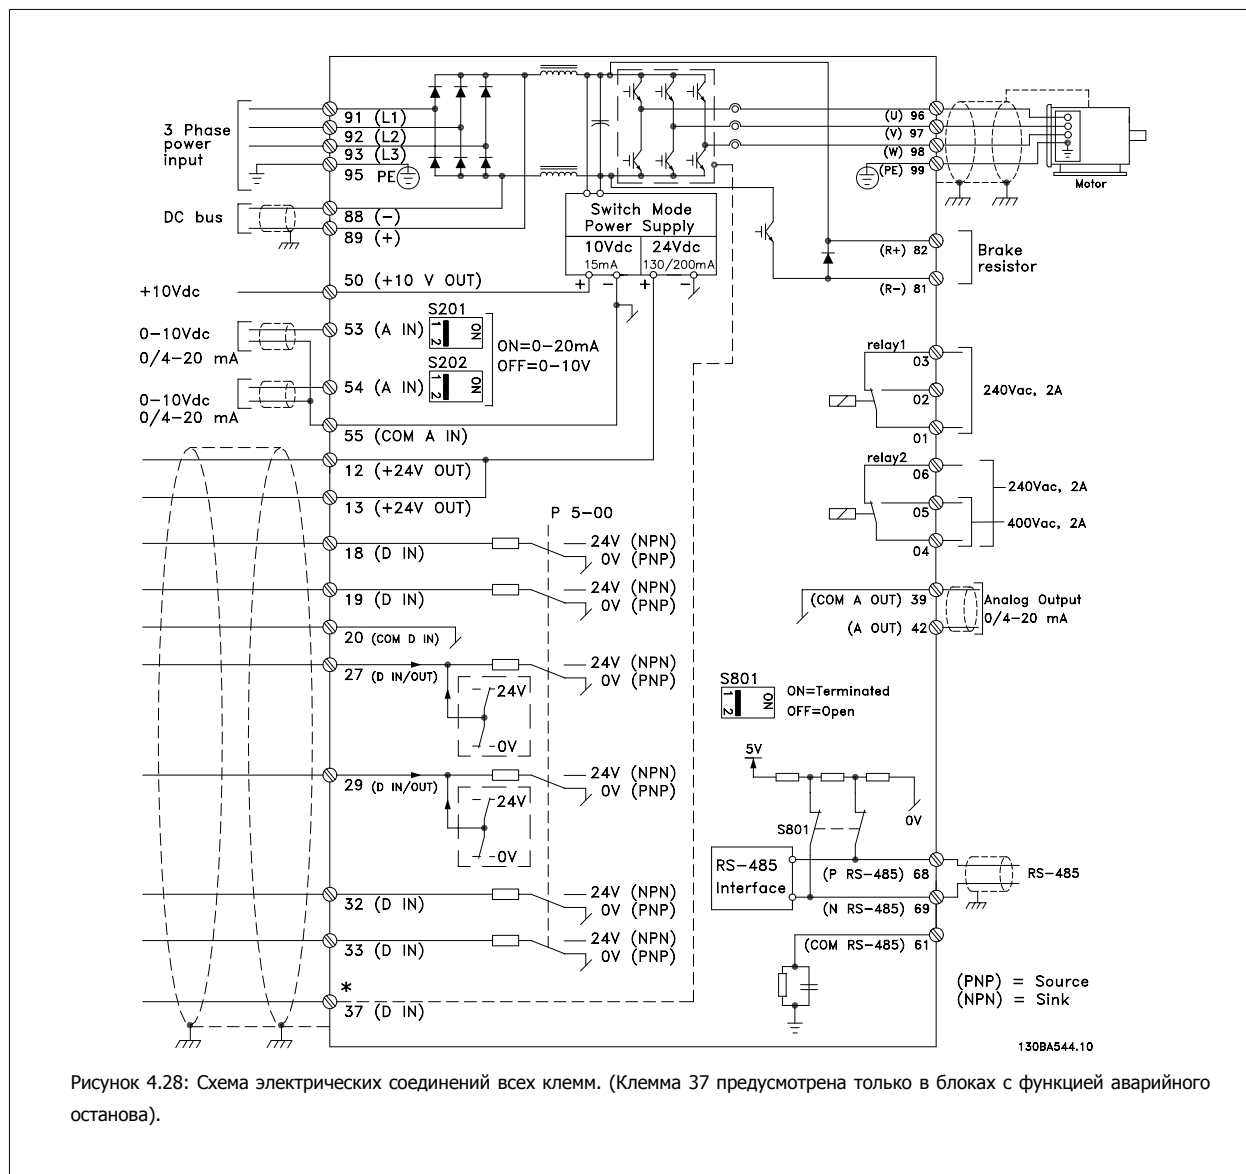 3 Phase
power
input
91 (L1)
92 (L2)
93 (L3)
95 PE
DC bus
88 (-)
89 (+)
+10Vdc
50 (+10 V OUT)
0-10Vdc
0/4-20 mA
53 (A IN)
0-10Vdc
0/4-20 mA
54 (A IN)
55 (COM A IN)
12 (+24V OUT)
13 (+24V OUT)
18 (D IN)
19 (D IN)
20 (COM D IN)
27 (D IN/OUT)
29 (D IN/OUT)
32 (D IN)
33 (D IN)
*
37 (D IN)
S201
1 2
ON
S202
1 2
ON
ON=0-20mA
OFF=0-10V
Switch Mode
Power Supply
10Vdc
15mA
24Vdc
130/200mA
+ - + -
P 5-00
24V (NPN)
0V (PNP)
24V (NPN)
0V (PNP)
24V (NPN)
0V (PNP)
24V
0V
24V (NPN)
0V (PNP)
24V
0V
24V (NPN)
0V (PNP)
24V (NPN)
0V (PNP)
(U) 96
(V) 97
(W) 98
(PE) 99
Motor
(R+) 82
(R-) 81
Brake
resistor
relay1
03
02
01
240Vac, 2A
relay2
06
05
04
240Vac, 2A
400Vac, 2A
(COM A OUT) 39
(A OUT) 42
Analog Output
0/4-20 mA
S801
1 2
ON
ON=Terminated
OFF=Open
5V
0V
S801
RS-485
Interface
(P RS-485) 68
(N RS-485) 69
RS-485
(COM RS-485) 61
(PNP) = Source
(NPN) = Sink
130BA544.10
Рисунок 4.28: Схема электрических соединений всех клемм. (Клемма 37 предусмотрена только в блоках с функцией аварийного
останова).